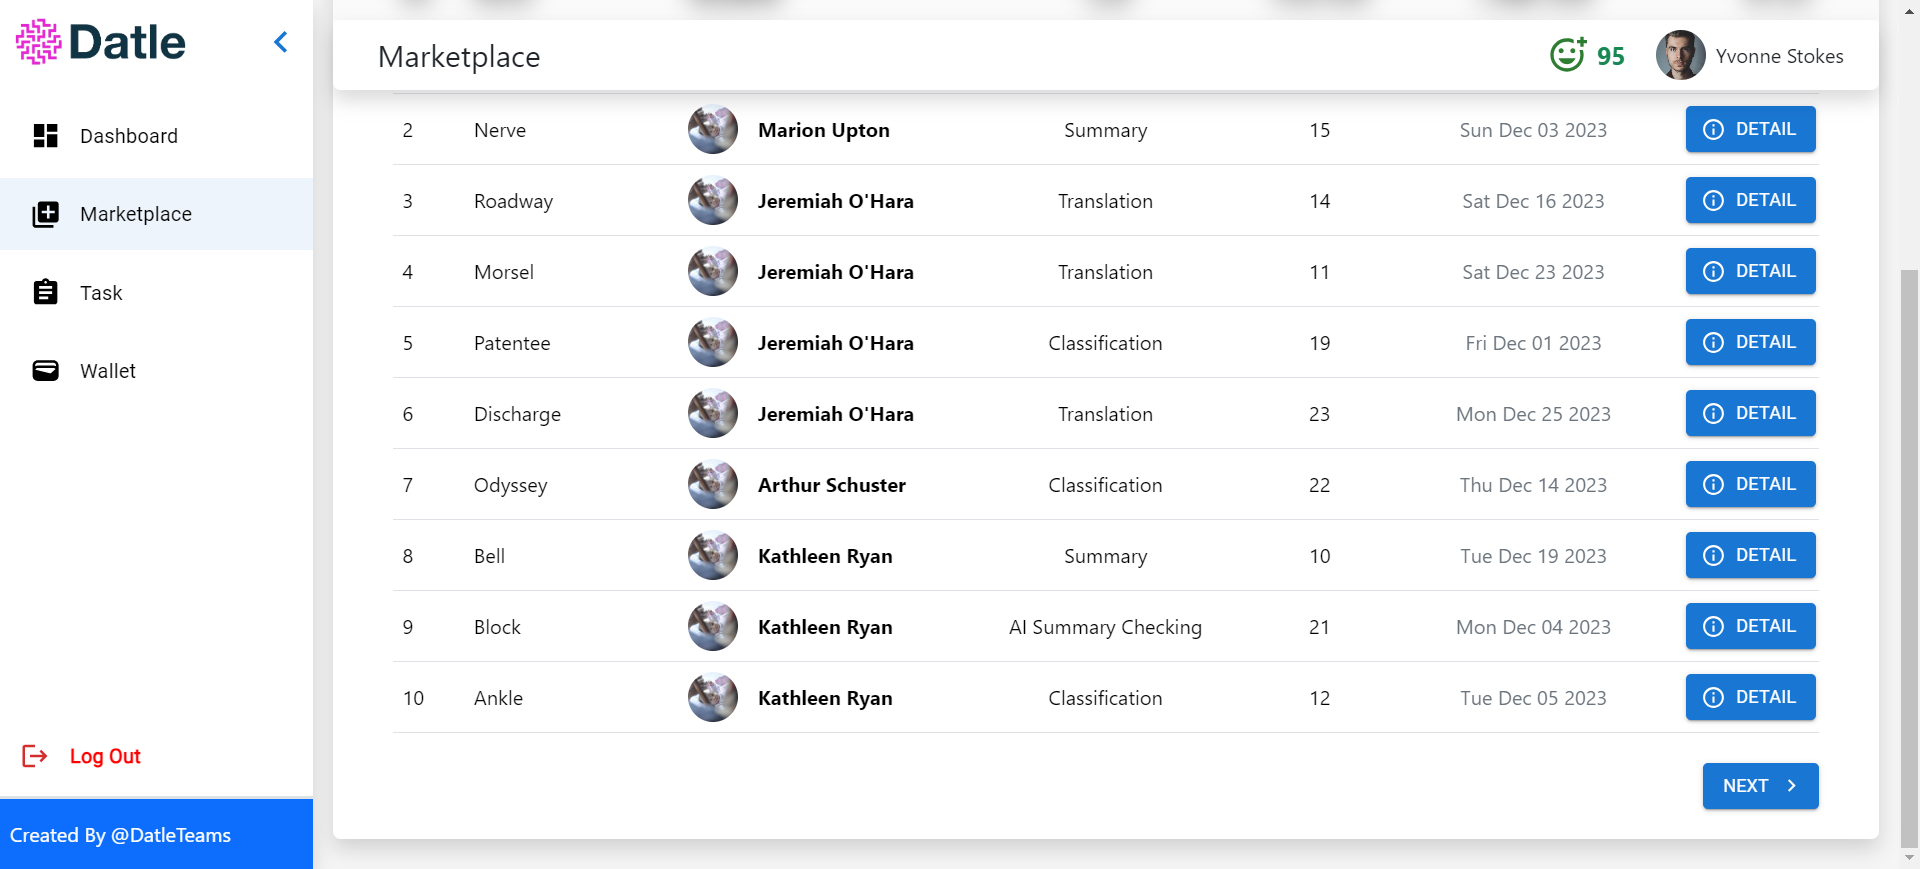 Datle
Dashboard
Marketplace
Task
Wallet
Log Out
Created By @DatleTeams
Marketplace
95
Yvonne Stokes
2 Nerve Marion Upton Summary 15 Sun Dec 03 2023 DETAIL
3 Roadway Jeremiah O'Hara Translation 14 Sat Dec 16 2023 DETAIL
4 Morsel Jeremiah O'Hara Translation 11 Sat Dec 23 2023 DETAIL
5 Patentee Jeremiah O'Hara Classification 19 Fri Dec 01 2023 DETAIL
6 Discharge Jeremiah O'Hara Translation 23 Mon Dec 25 2023 DETAIL
7 Odyssey Arthur Schuster Classification 22 Thu Dec 14 2023 DETAIL
8 Bell Kathleen Ryan Summary 10 Tue Dec 19 2023 DETAIL
9 Block Kathleen Ryan AI Summary Checking 21 Mon Dec 04 2023 DETAIL
10 Ankle Kathleen Ryan Classification 12 Tue Dec 05 2023 DETAIL
NEXT